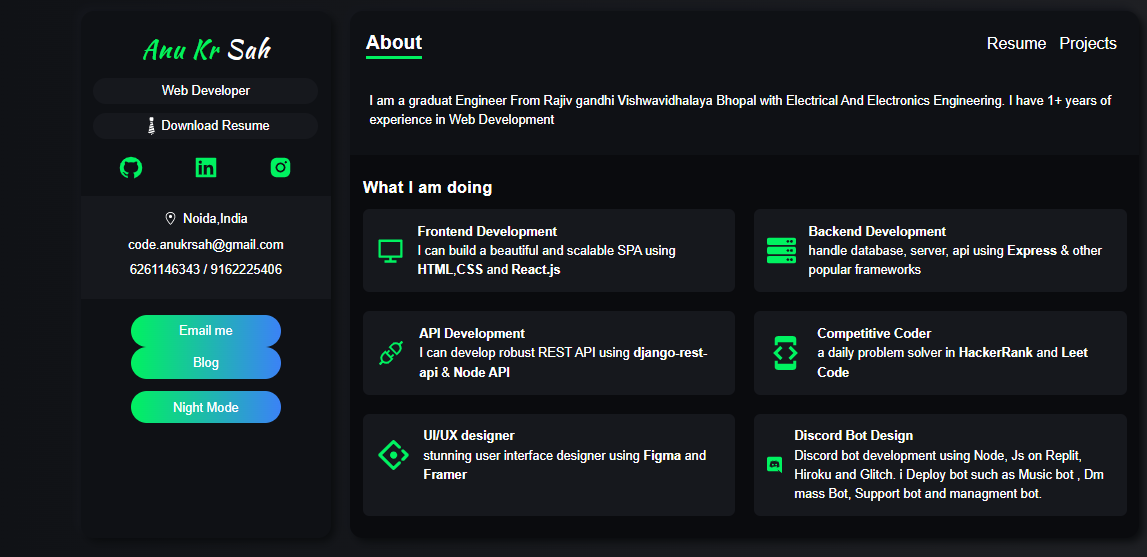 Anu Kr Sah
Web Developer
Download Resume
Noida,India
code.anukrsah@gmail.com
6261146343 / 9162225406
Email me
Blog
Night Mode
About
Resume Projects
I am a graduat Engineer From Rajiv gandhi Vishwavidhalaya Bhopal with Electrical And Electronics Engineering. I have 1+ years of
experience in Web Development
What I am doing
Frontend Development
I can build a beautiful and scalable SPA using
HTML,CSS and React.js
Backend Development
handle database, server, api using Express & other
popular frameworks
API Development
I can develop robust REST API using django-rest-
api & Node API
Competitive Coder
a daily problem solver in HackerRank and Leet
Code
UI/UX designer
stunning user interface designer using Figma and
Framer
Discord Bot Design
Discord bot development using Node, Js on Replit,
Hiroku and Glitch. i Deploy bot such as Music bot , Dm
mass Bot, Support bot and managment bot.